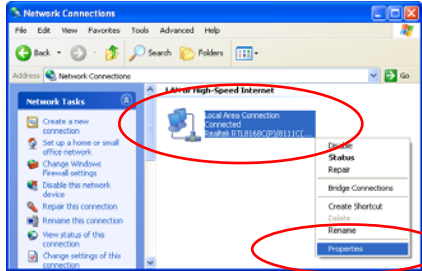 Network Connections
File Edit View Favorites Tools Advanced Help
Back Search Folders
Address Network Connections Go
LAN or High-Speed Internet
Network Tasks
Create a new
connection
Set up a home or small
office network
Change Windows
Firewall settings
Disable this network
device
Repair this connection
Rename this connection
View status of this
connection
Change settings of this
connection
Local Area Connection
Connected
Realtek RTL8168C(P)/8111C(...
Disable
Status
Repair
Bridge Connections
Create Shortcut
Delete
Rename
Properties